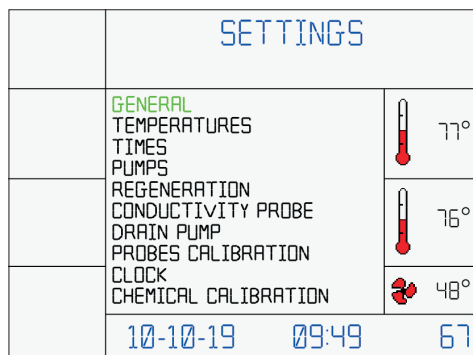 SETTINGS
GENERAL
TEMPERATURES
TIMES
PUMPS
REGENERATION
CONDUCTIVITY PROBE
DRAIN PUMP
PROBES CALIBRATION
CLOCK
CHEMICAL CALIBRATION
77°
76°
48°
10-10-19 09:49 67